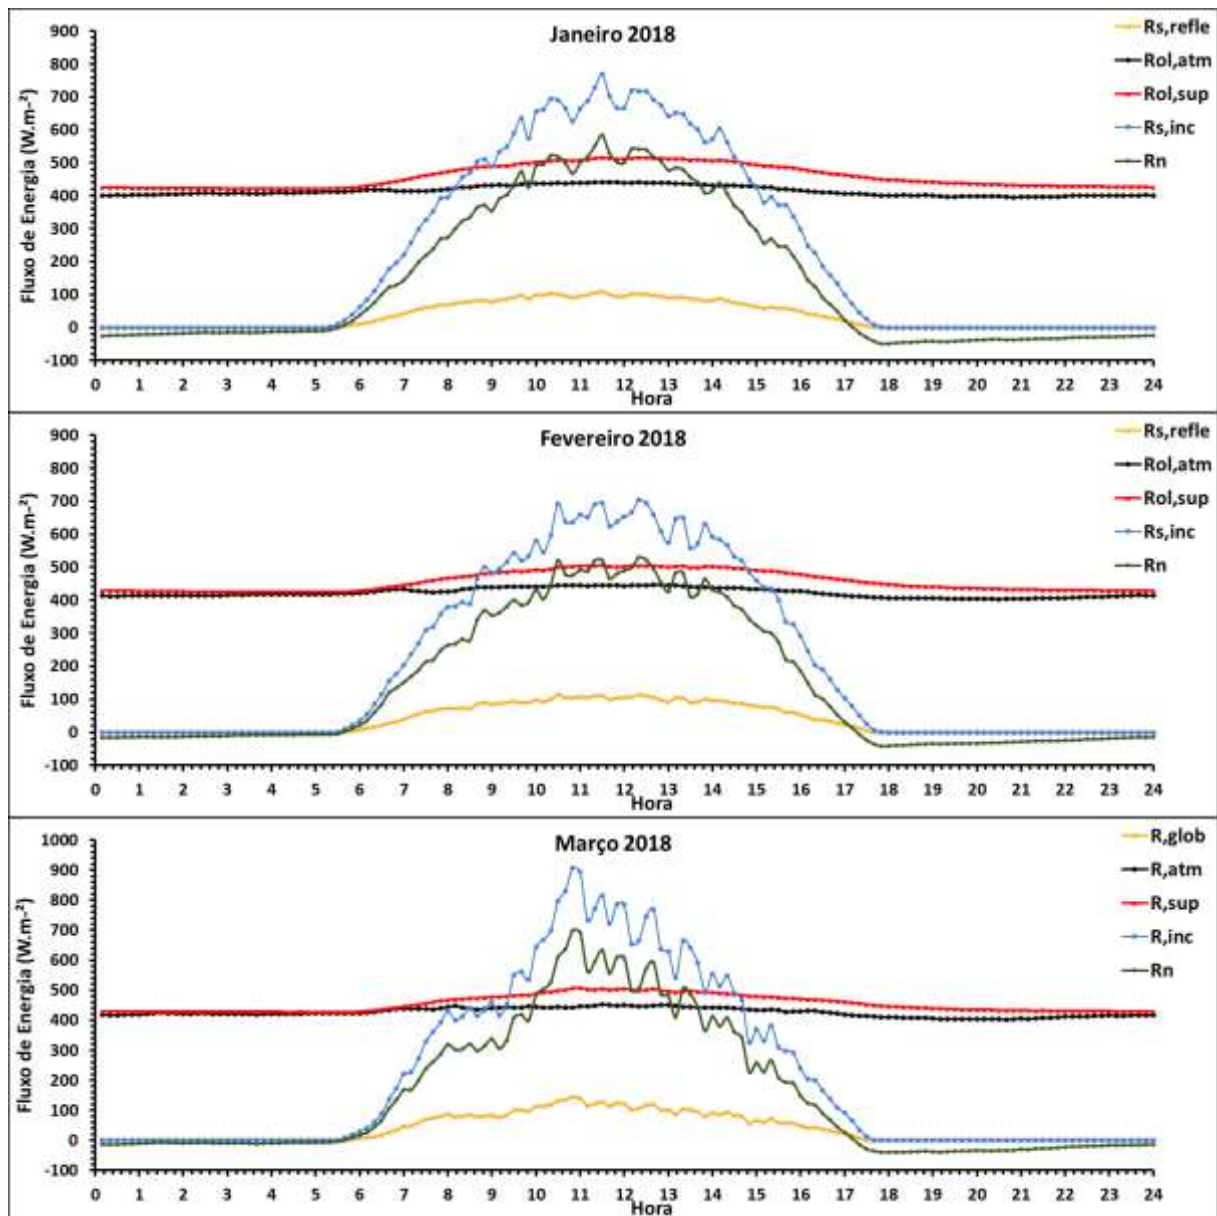 Janeiro 2018
Fluxo de Energia (W.m-²)
900
800
700
600
500
400
300
200
100
0
-100
0 1 2 3 4 5 6 7 8 9 10 11 12 13 14 15 16 17 18 19 20 21 22 23 24
Hora
Rs,refle
Rol,atm
Rol,sup
Rs,inc
Rn
Fevereiro 2018
Fluxo de Energia (W.m-²)
900
800
700
600
500
400
300
200
100
0
-100
0 1 2 3 4 5 6 7 8 9 10 11 12 13 14 15 16 17 18 19 20 21 22 23 24
Hora
Rs,refle
Rol,atm
Rol,sup
Rs,inc
Rn
Março 2018
Fluxo de Energia (W.m-²)
1000
900
800
700
600
500
400
300
200
100
0
-100
0 1 2 3 4 5 6 7 8 9 10 11 12 13 14 15 16 17 18 19 20 21 22 23 24
Hora
R,glob
R,atm
R,sup
R,inc
Rn